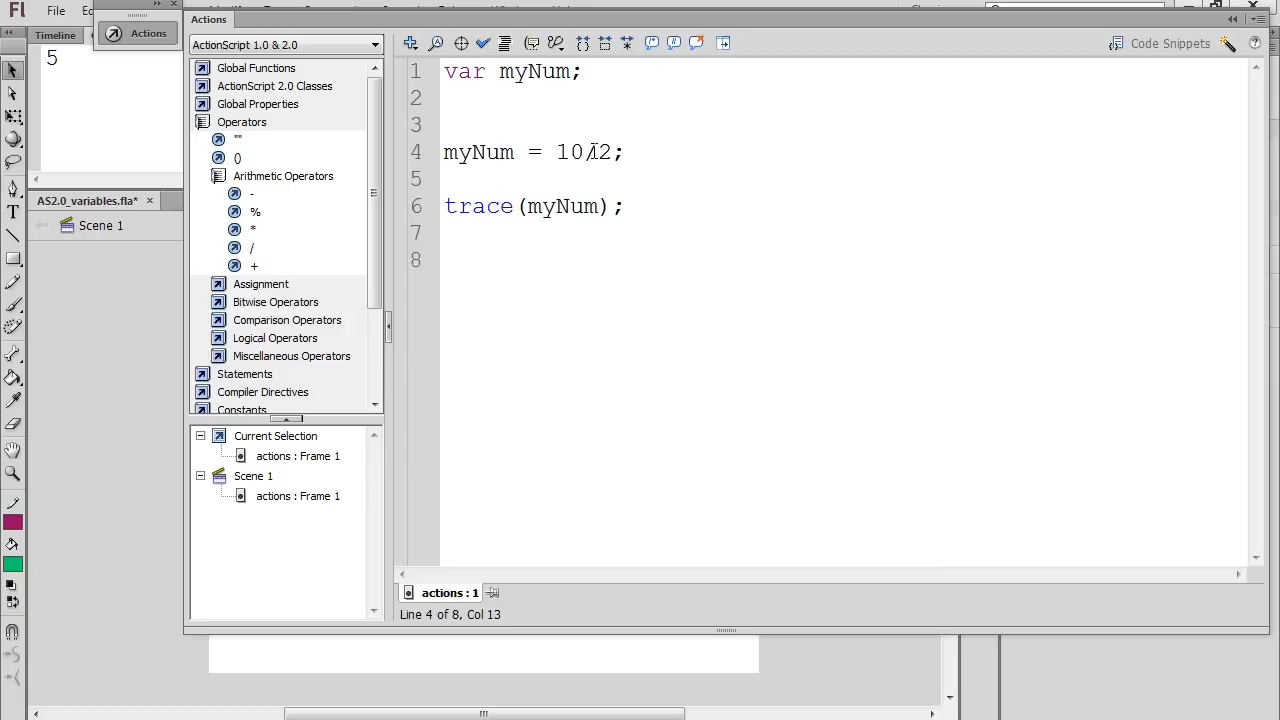 Fl
File
Actions
Timeline
5
Actions
ActionScript 1.0 & 2.0
Global Functions
ActionScript 2.0 Classes
Global Properties
Operators
""
()
Arithmetic Operators
-
%
*
/
+
Assignment
Bitwise Operators
Comparison Operators
Logical Operators
Miscellaneous Operators
Statements
Compiler Directives
Constants
Current Selection
actions : Frame 1
Scene 1
actions : Frame 1
Code Snippets
1 var myNum;
2
3
4 myNum = 10/2;
5
6 trace(myNum);
7
8
actions : 1
Line 4 of 8, Col 13
AS2.0_variables.fla*
Scene 1